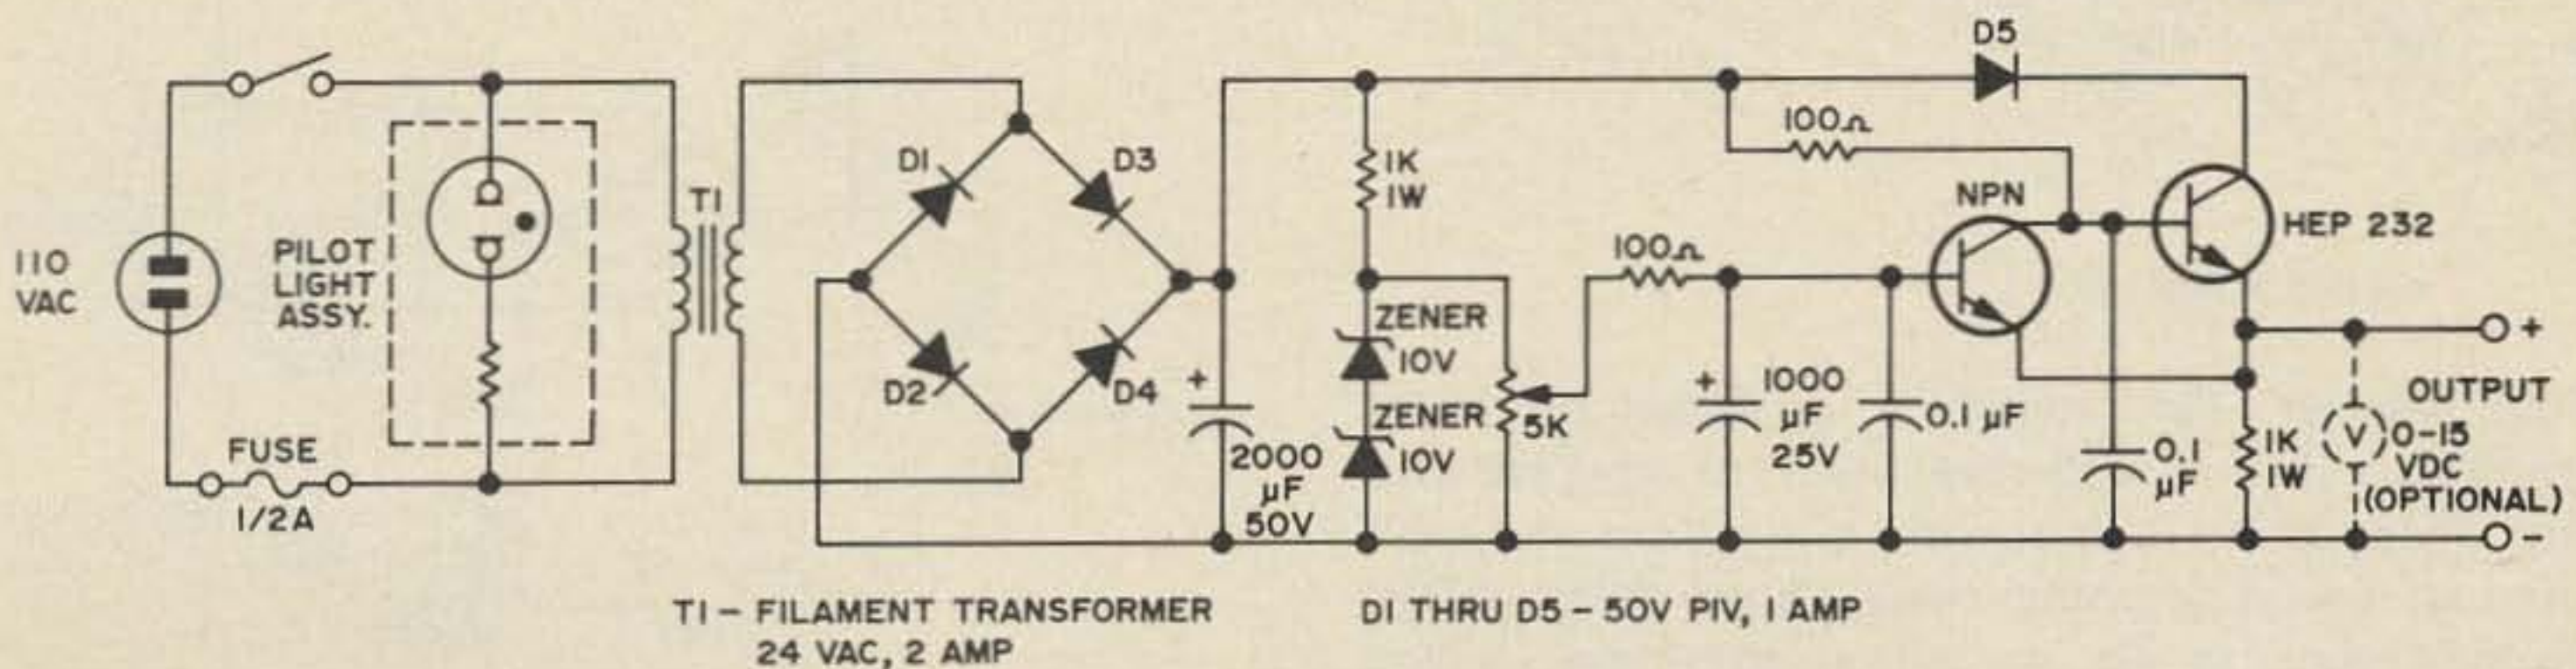 110
VAC
PILOT
LIGHT
ASSY.
FUSE
1/2A
T1
D1
D3
D2
D4
+
2000
µF
50V
1K
1W
ZENER
10V
ZENER
10V
5K
100Ω
+
1000
µF
25V
0.1 µF
D5
100Ω
NPN
HEP 232
0.1
µF
1K
1W
+
OUTPUT
V
0-15
VDC
(OPTIONAL)
-
T1 – FILAMENT TRANSFORMER
24 VAC, 2 AMP
D1 THRU D5 – 50V PIV, 1 AMP